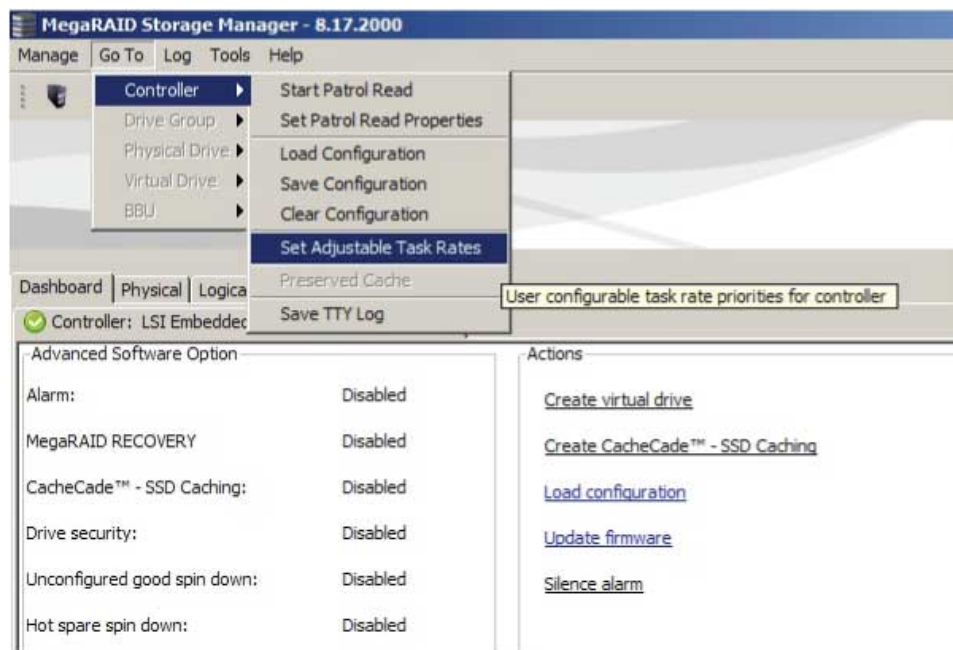 MegaRAID Storage Manager - 8.17.2000
Manage Go To Log Tools Help
Controller
Drive Group
Physical Drive
Virtual Drive
BBU
Start Patrol Read
Set Patrol Read Properties
Load Configuration
Save Configuration
Clear Configuration
Set Adjustable Task Rates
Preserved Cache
Save TTY Log
User configurable task rate priorities for controller
Dashboard Physical Logica
Controller: LSI Embedded
Advanced Software Option
Alarm: Disabled
MegaRAID RECOVERY Disabled
CacheCade™ - SSD Caching: Disabled
Drive security: Disabled
Unconfigured good spin down: Disabled
Hot spare spin down: Disabled
Actions
Create virtual drive
Create CacheCade™ - SSD Caching
Load configuration
Update firmware
Silence alarm